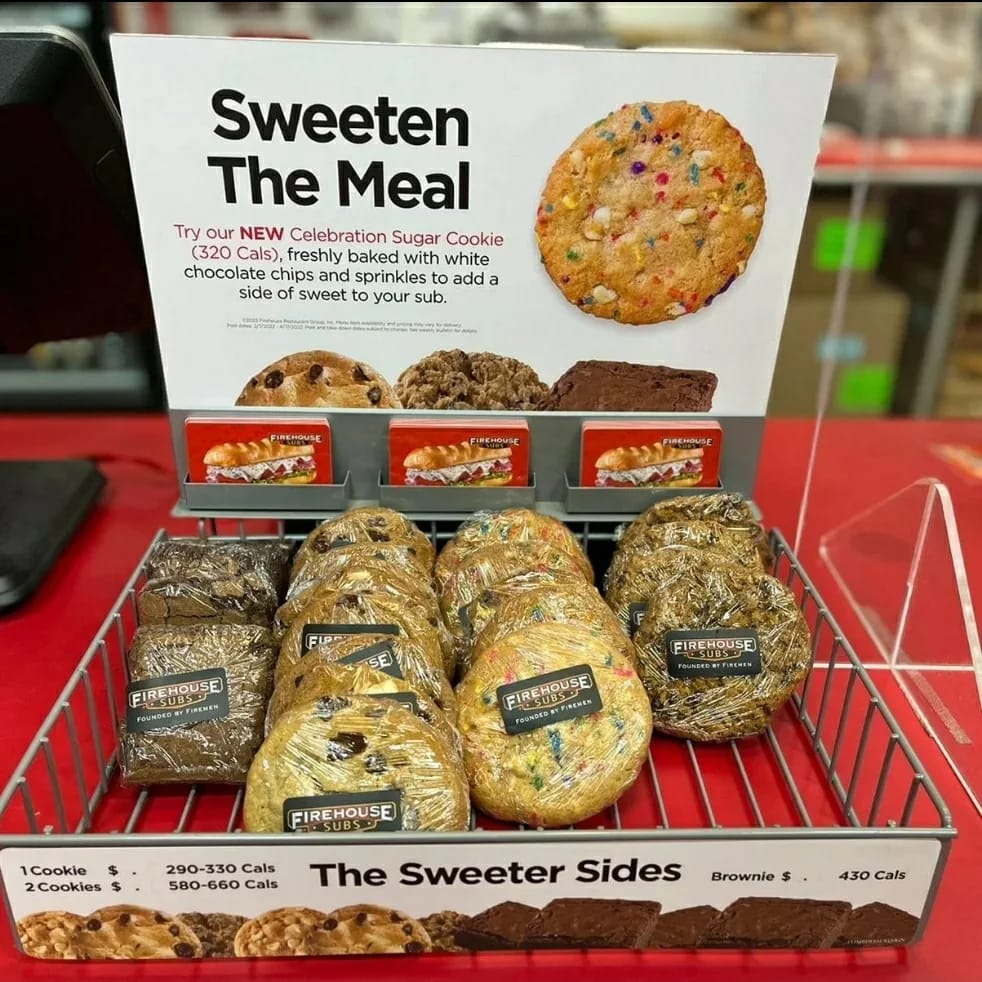 Sweeten
The Meal
Try our NEW Celebration Sugar Cookie
(320 Cals), freshly baked with white
chocolate chips and sprinkles to add a
side of sweet to your sub.
FIREHOUSE
SUBS
FIREHOUSE
SUBS
FIREHOUSE
SUBS
FIREHOUSE
SUBS
FOUNDED BY FIREMEN
FIREHOUSE
SUBS
FIREHOUSE
SUBS
FOUNDED BY FIREMEN
FIREHOUSE
SUBS
FOUNDED BY FIREMEN
1 Cookie $ . 290-330 Cals
2 Cookies $ . 580-660 Cals
The Sweeter Sides
Brownie $ . 430 Cals